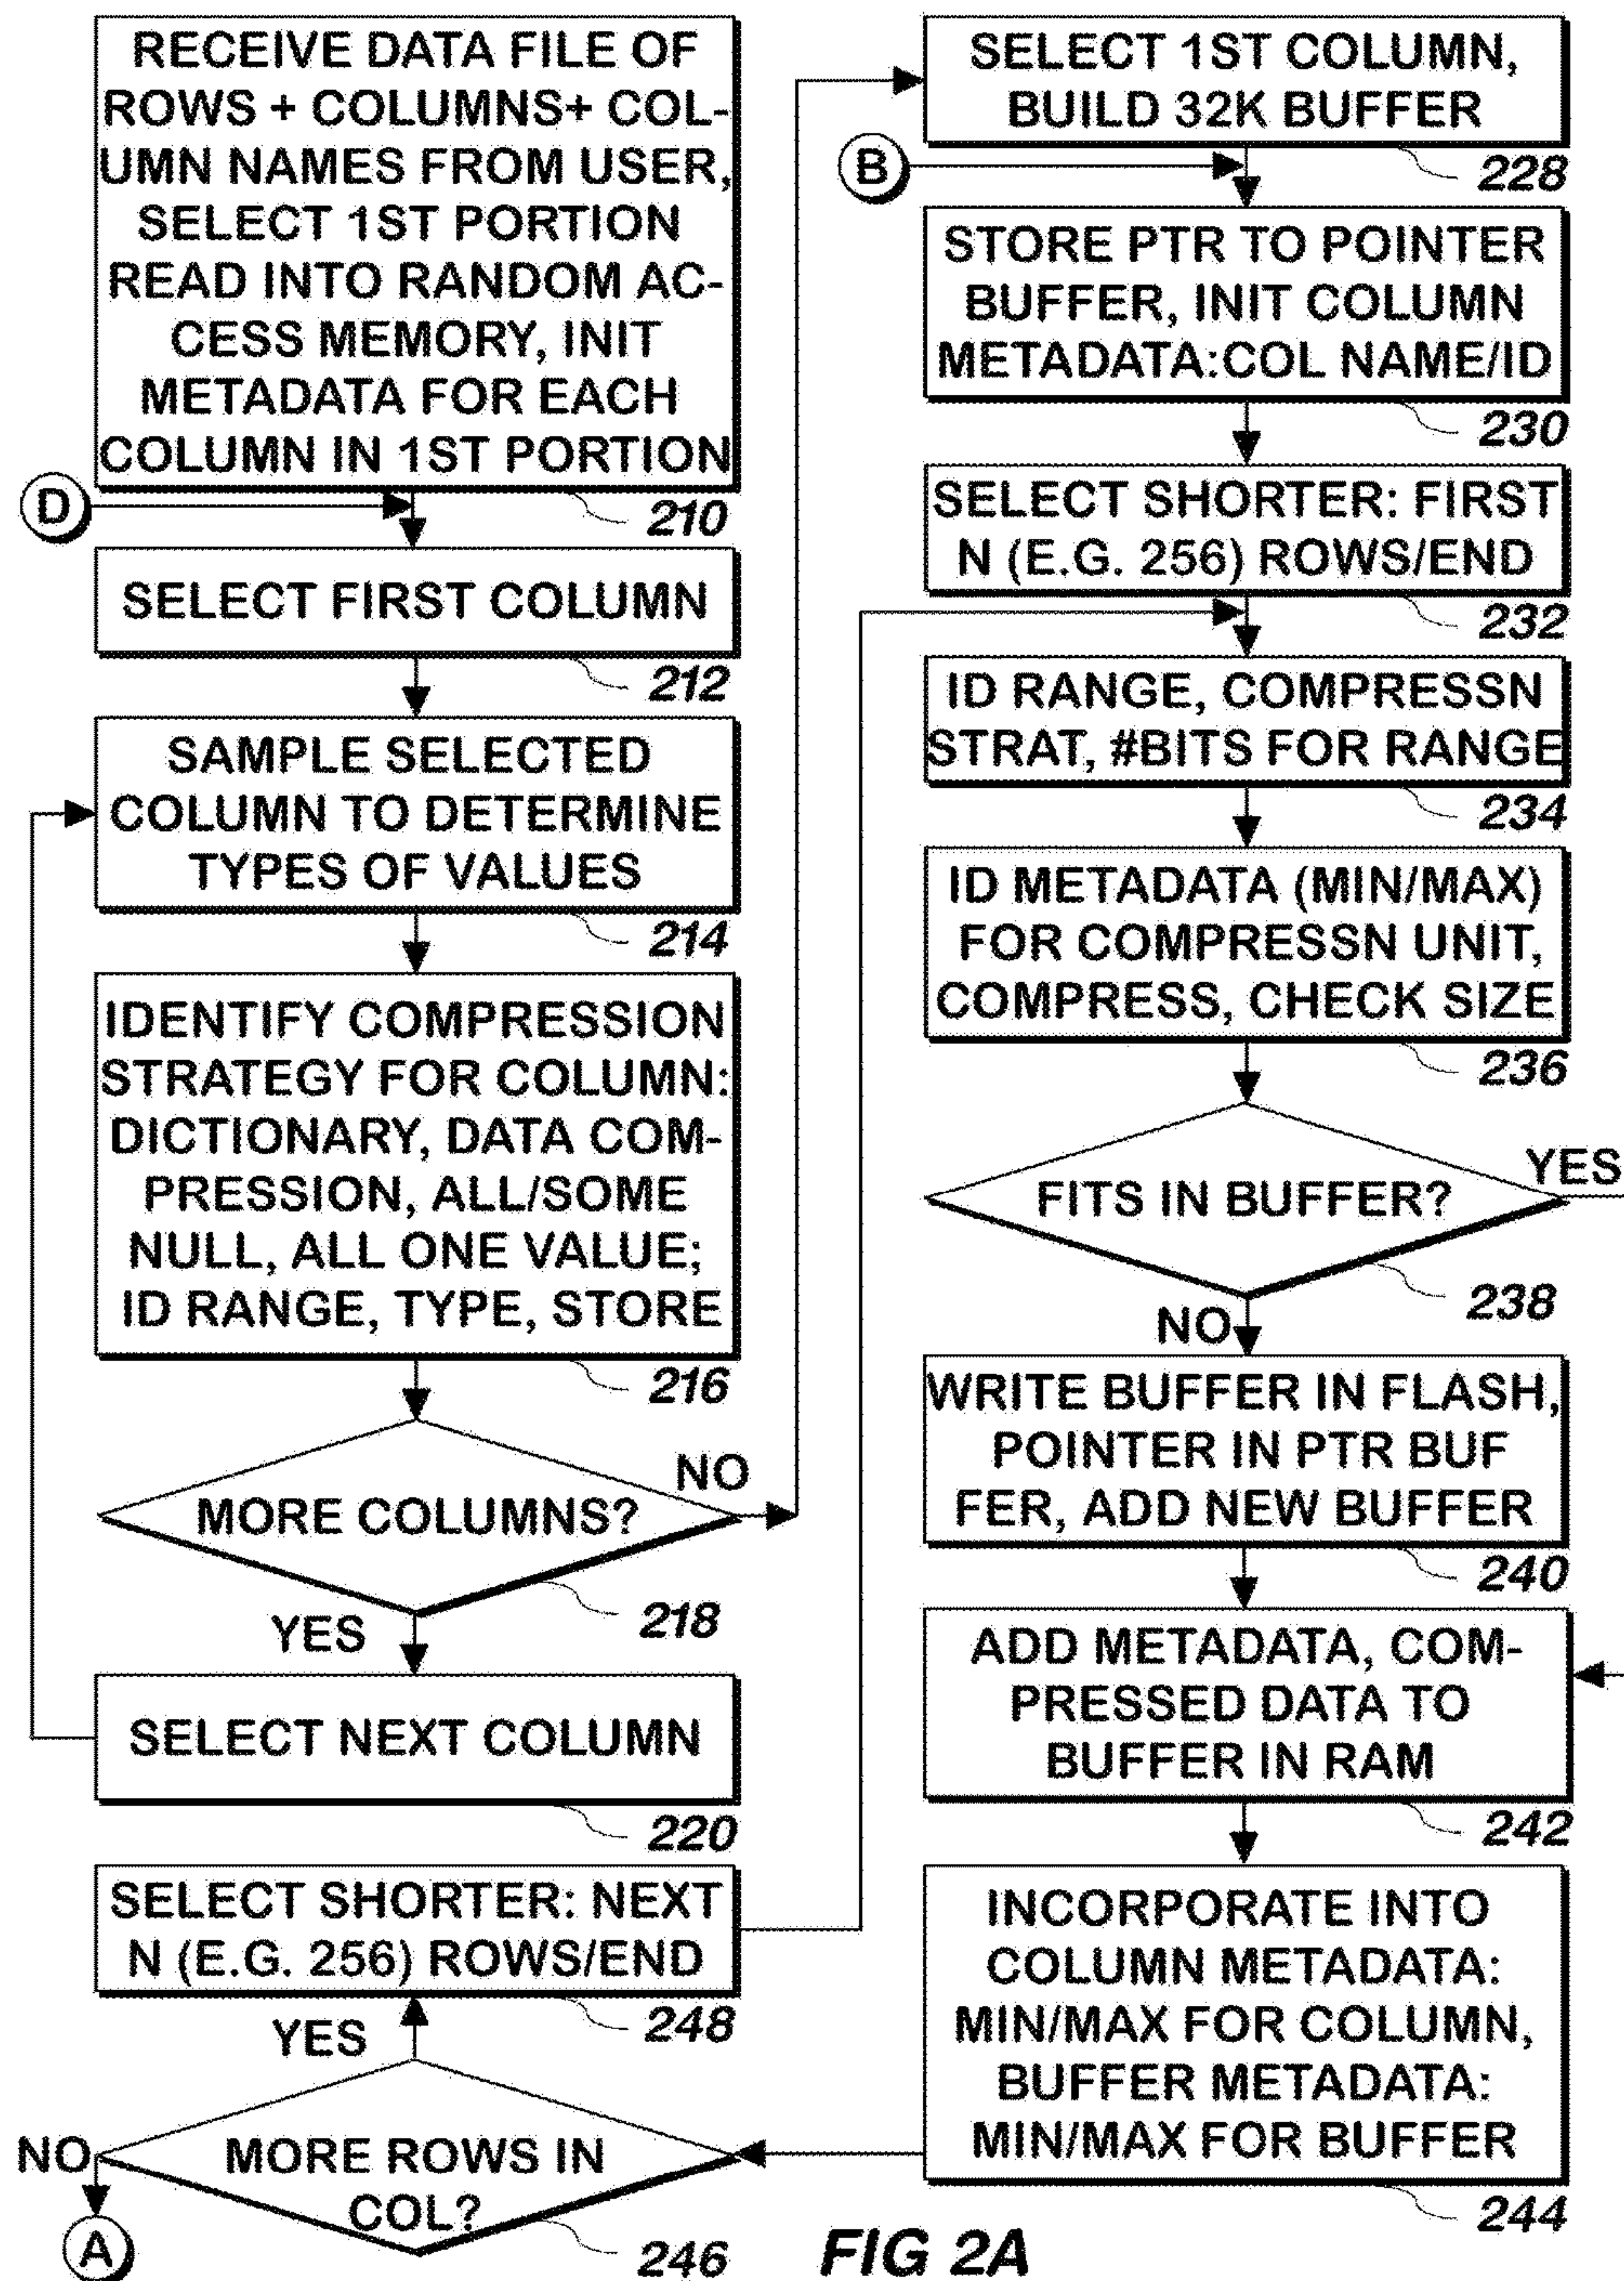 RECEIVE DATA FILE OF
ROWS + COLUMNS+ COL-
UMN NAMES FROM USER,
SELECT 1ST PORTION
READ INTO RANDOM AC-
CESS MEMORY, INIT
METADATA FOR EACH
COLUMN IN 1ST PORTION
D
210
SELECT FIRST COLUMN
212
SAMPLE SELECTED
COLUMN TO DETERMINE
TYPES OF VALUES
214
IDENTIFY COMPRESSION
STRATEGY FOR COLUMN:
DICTIONARY, DATA COM-
PRESSION, ALL/SOME
NULL, ALL ONE VALUE;
ID RANGE, TYPE, STORE
216
MORE COLUMNS?
NO
218
YES
SELECT NEXT COLUMN
220
SELECT SHORTER: NEXT
N (E.G. 256) ROWS/END
248
YES
MORE ROWS IN
COL?
NO
246
A
SELECT 1ST COLUMN,
BUILD 32K BUFFER
228
B
STORE PTR TO POINTER
BUFFER, INIT COLUMN
METADATA:COL NAME/ID
230
SELECT SHORTER: FIRST
N (E.G. 256) ROWS/END
232
ID RANGE, COMPRESSN
STRAT, #BITS FOR RANGE
234
ID METADATA (MIN/MAX)
FOR COMPRESSN UNIT,
COMPRESS, CHECK SIZE
236
FITS IN BUFFER?
YES
238
NO
WRITE BUFFER IN FLASH,
POINTER IN PTR BUF
FER, ADD NEW BUFFER
240
ADD METADATA, COM-
PRESSED DATA TO
BUFFER IN RAM
242
INCORPORATE INTO
COLUMN METADATA:
MIN/MAX FOR COLUMN,
BUFFER METADATA:
MIN/MAX FOR BUFFER
244
FIG 2A